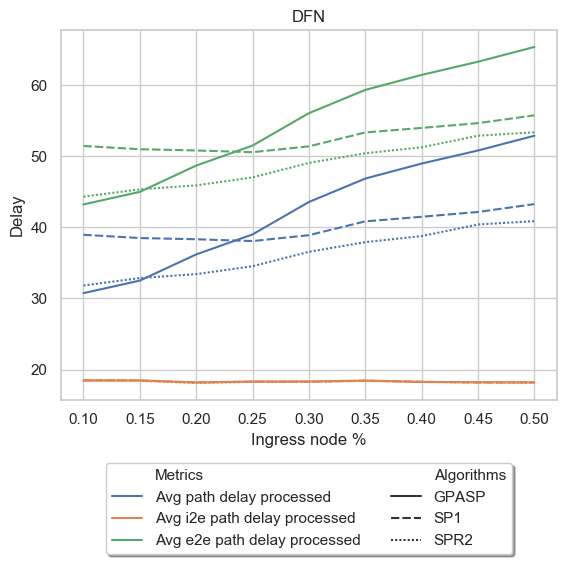 DFN
60
50
40
30
20
Delay
0.10 0.15 0.20 0.25 0.30 0.35 0.40 0.45 0.50
Ingress node %
Metrics Algorithms
Avg path delay processed GPASP
Avg i2e path delay processed SP1
Avg e2e path delay processed SPR2